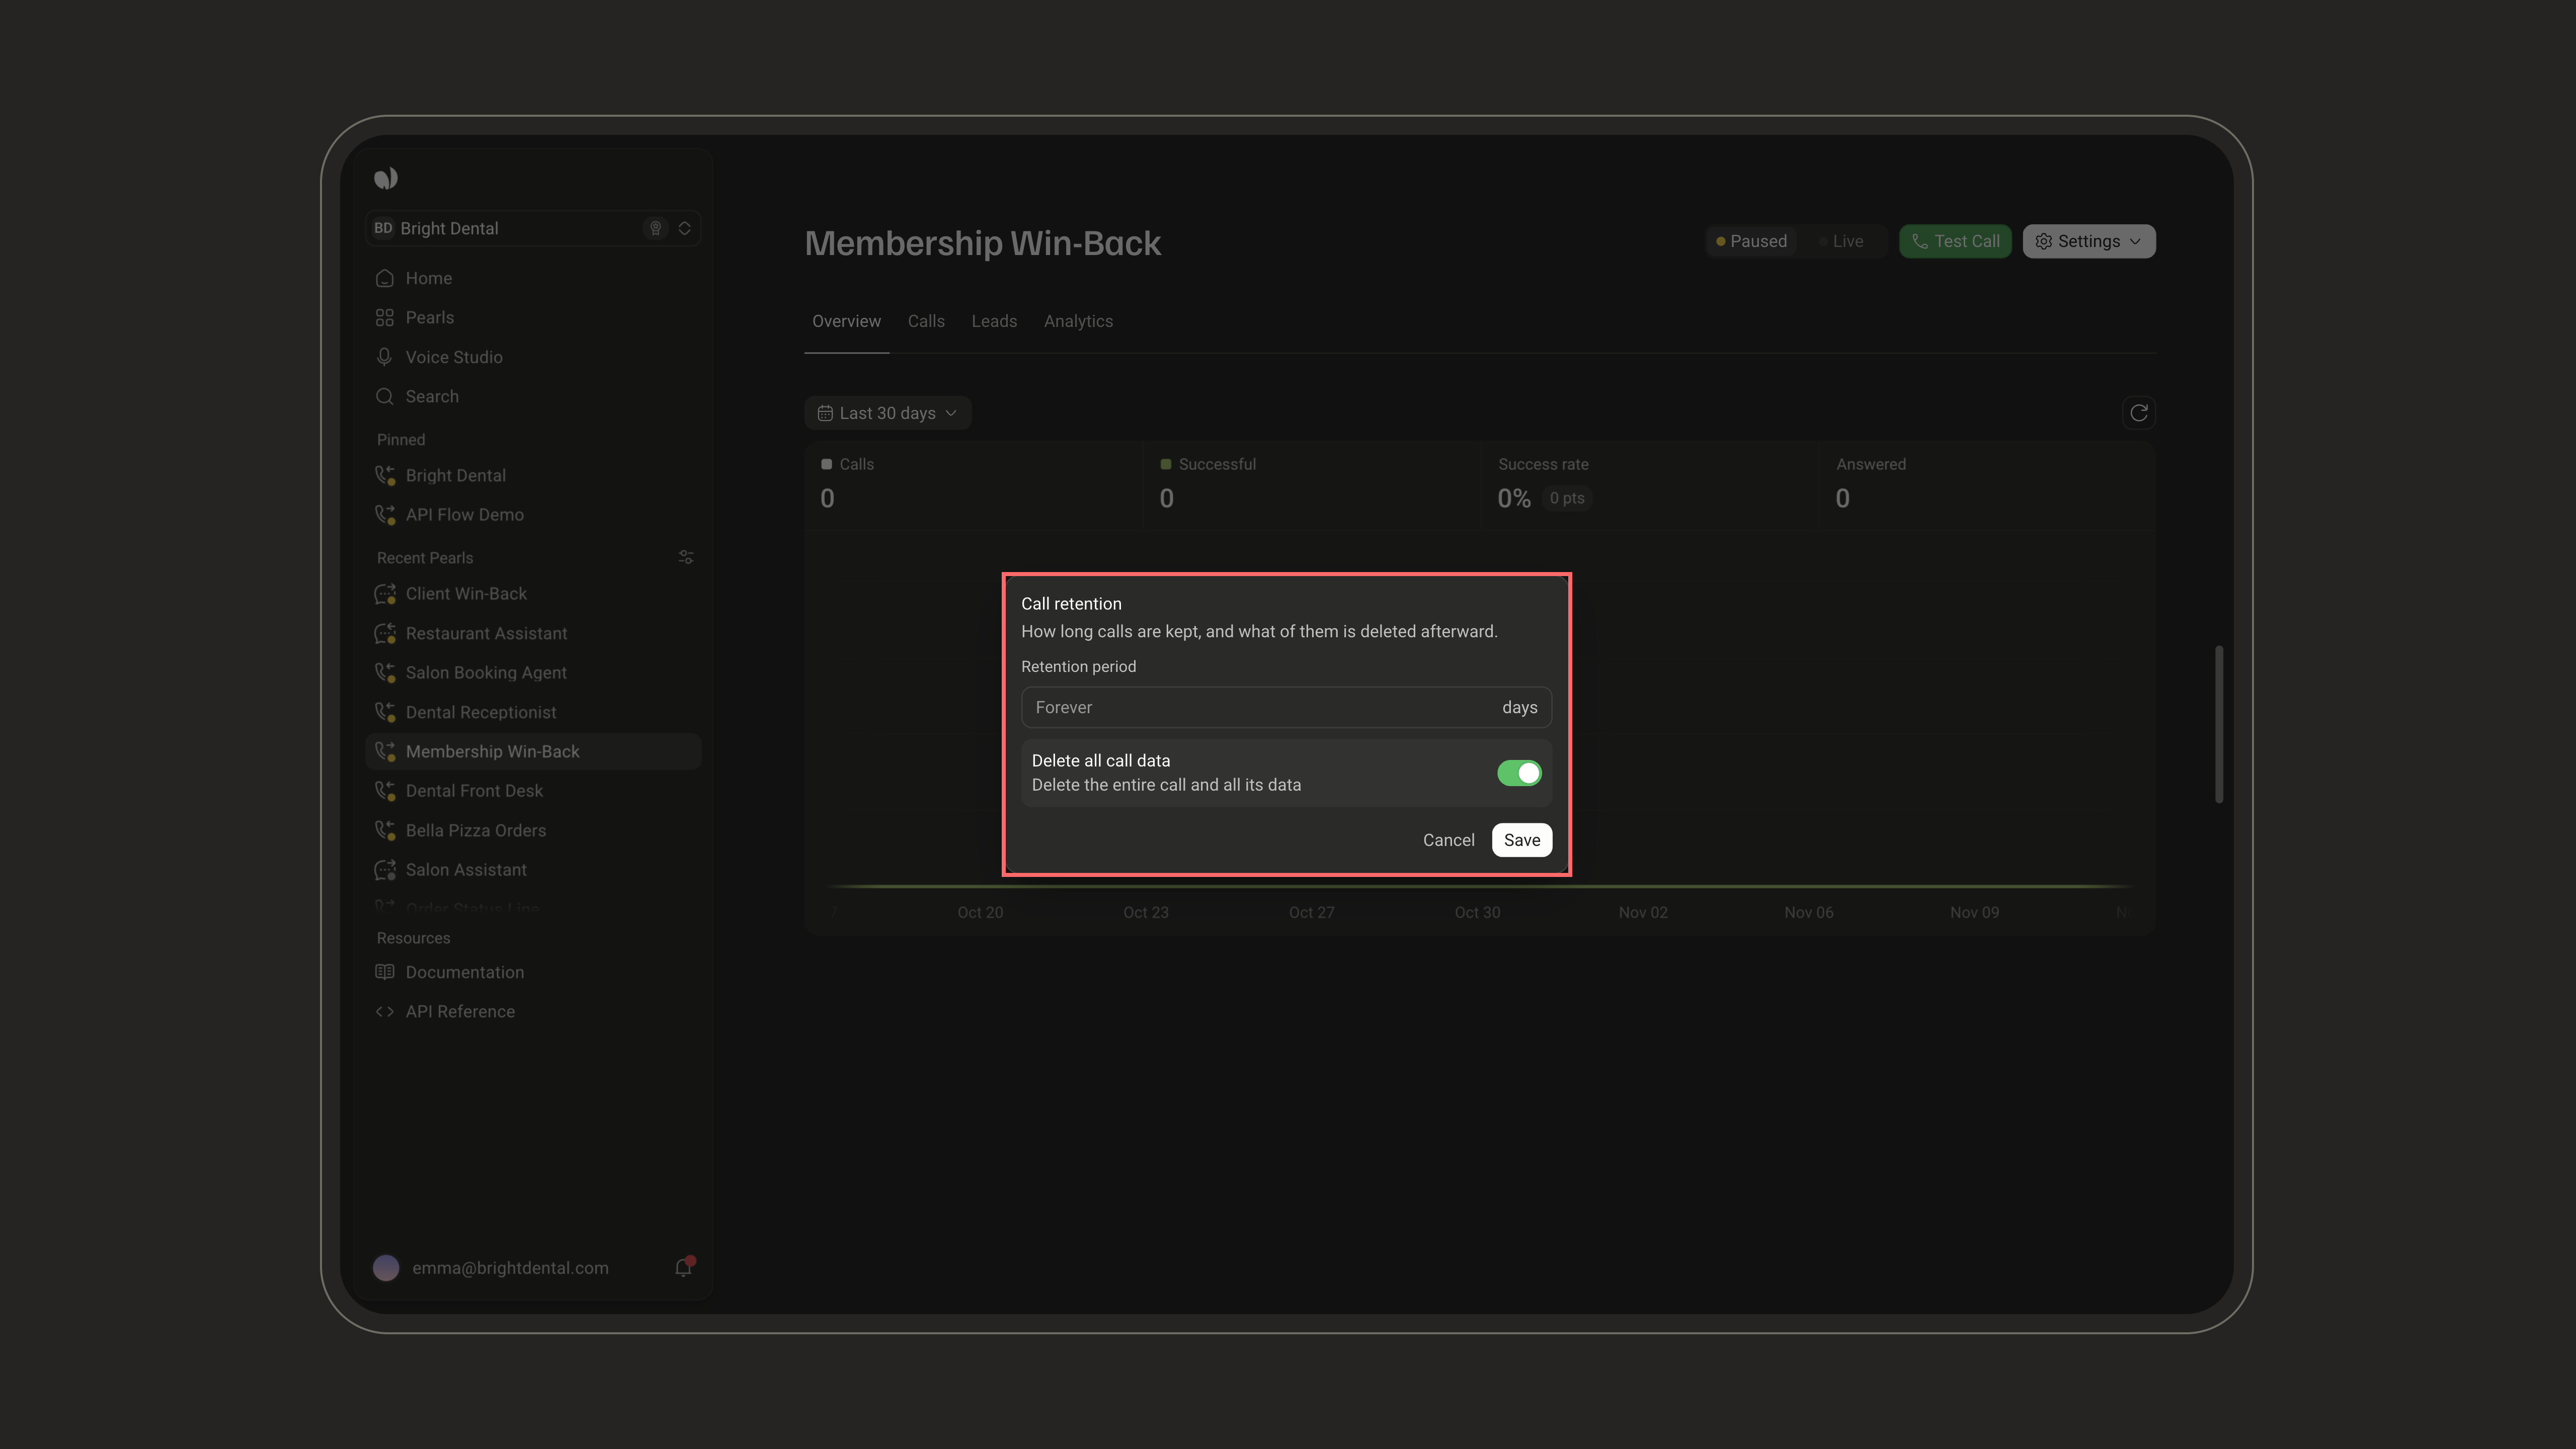 BD Bright Dental
Home
Pearls
Voice Studio
Search
Pinned
Bright Dental
API Flow Demo
Recent Pearls
Client Win-Back
Restaurant Assistant
Salon Booking Agent
Dental Receptionist
Membership Win-Back
Dental Front Desk
Bella Pizza Orders
Salon Assistant
Order Status Line
Resources
Documentation
API Reference
emma@brightdental.com
Membership Win-Back
Paused Live Test Call Settings
Overview Calls Leads Analytics
Last 30 days
Calls Successful Success rate Answered
0 0 0% 0 pts 0
Call retention
How long calls are kept, and what of them is deleted afterward.
Retention period
Forever days
Delete all call data
Delete the entire call and all its data
Cancel Save
Oct 20 Oct 23 Oct 27 Oct 30 Nov 02 Nov 06 Nov 09